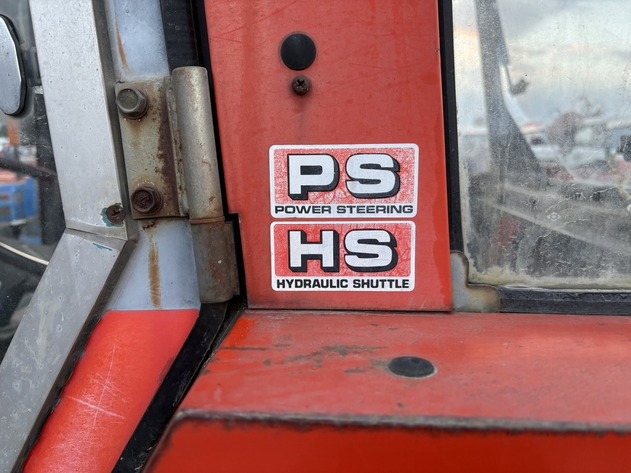 PS
POWER STEERING
HS
HYDRAULIC SHUTTLE